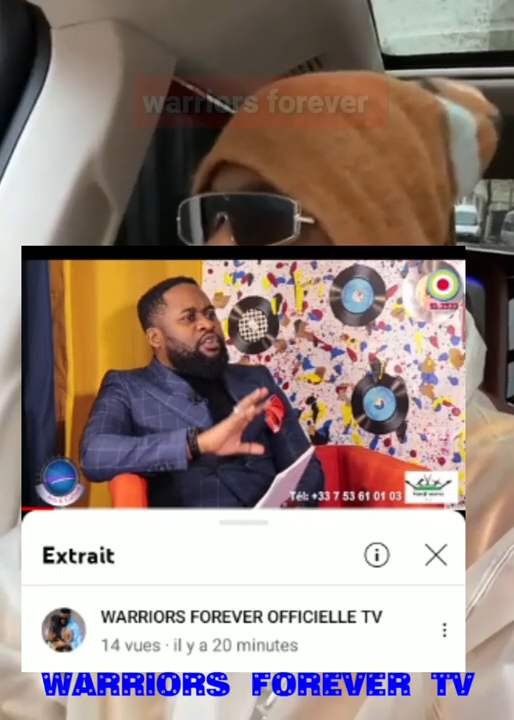 warriors forever
Tél: +33 7 53 61 01 03
Extrait
WARRIORS FOREVER OFFICIELLE TV
14 vues · il y a 20 minutes
WARRIORS FOREVER TV